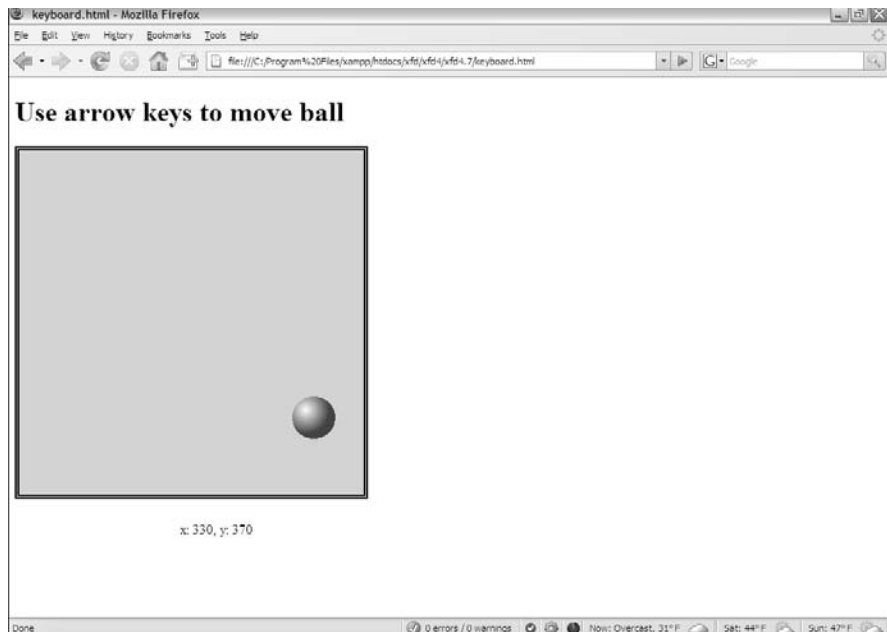 keyboard.html - Mozilla Firefox
File Edit View History Bookmarks Tools Help
file:///C:/Program%20Files/xampp/htdocs/xfd/xfd4/xfd4.7/keyboard.html G Google
Use arrow keys to move ball
x: 330, y: 370
Done 0 errors / 0 warnings Now: Overcast, 31° F Sat: 44° F Sun: 47° F